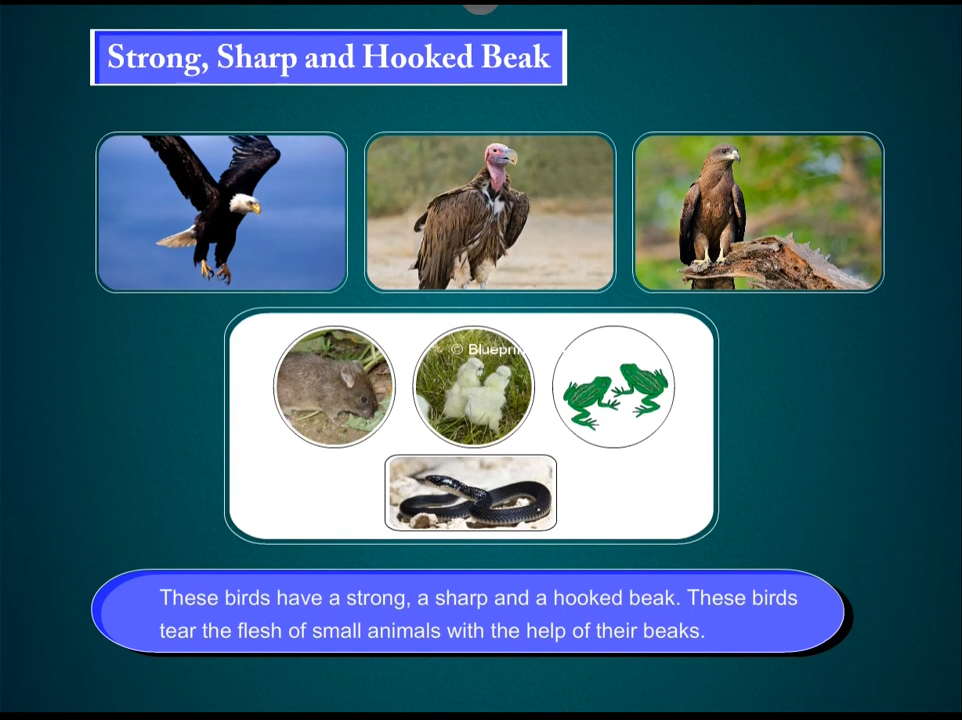 Strong, Sharp and Hooked Beak
© Blueprin
These birds have a strong, a sharp and a hooked beak. These birds
tear the flesh of small animals with the help of their beaks.